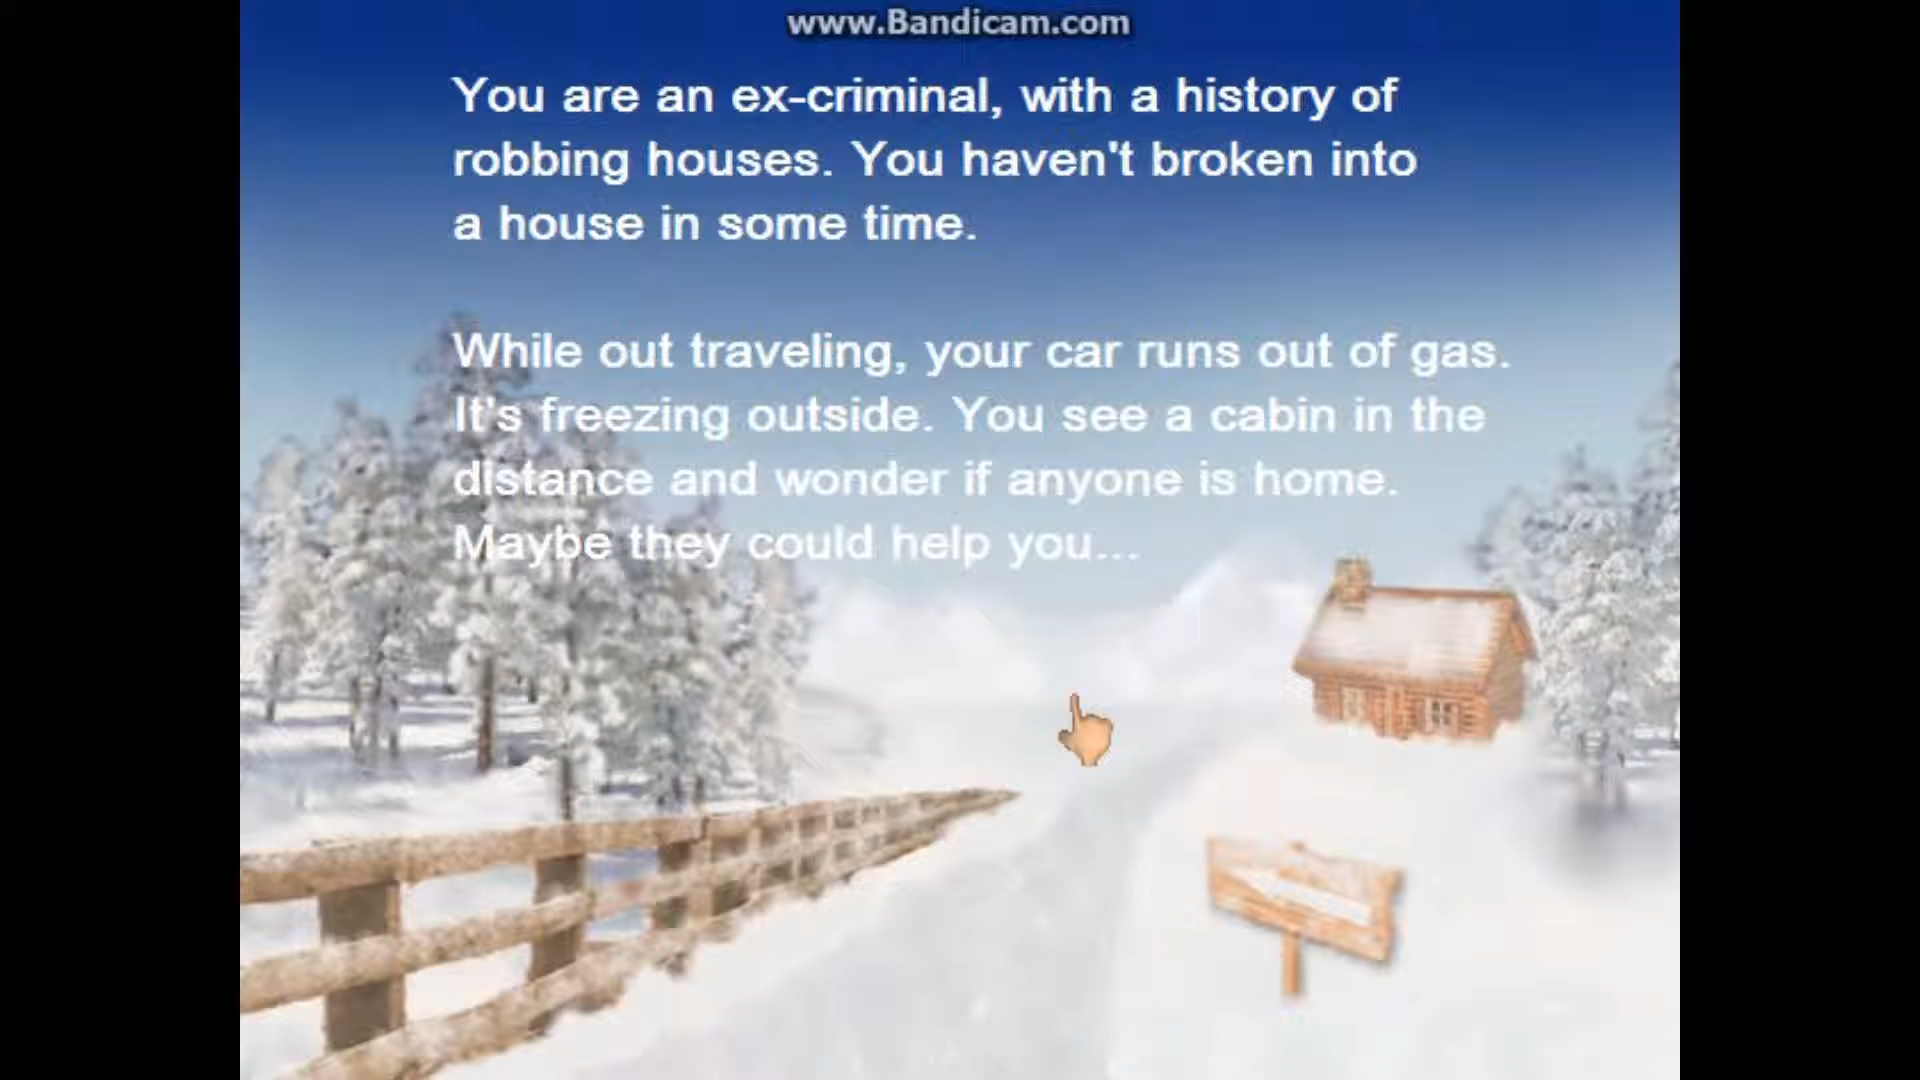 www.Bandicam.com
You are an ex-criminal, with a history of
robbing houses. You haven't broken into
a house in some time.
While out traveling, your car runs out of gas.
It's freezing outside. You see a cabin in the
distance and wonder if anyone is home.
Maybe they could help you...